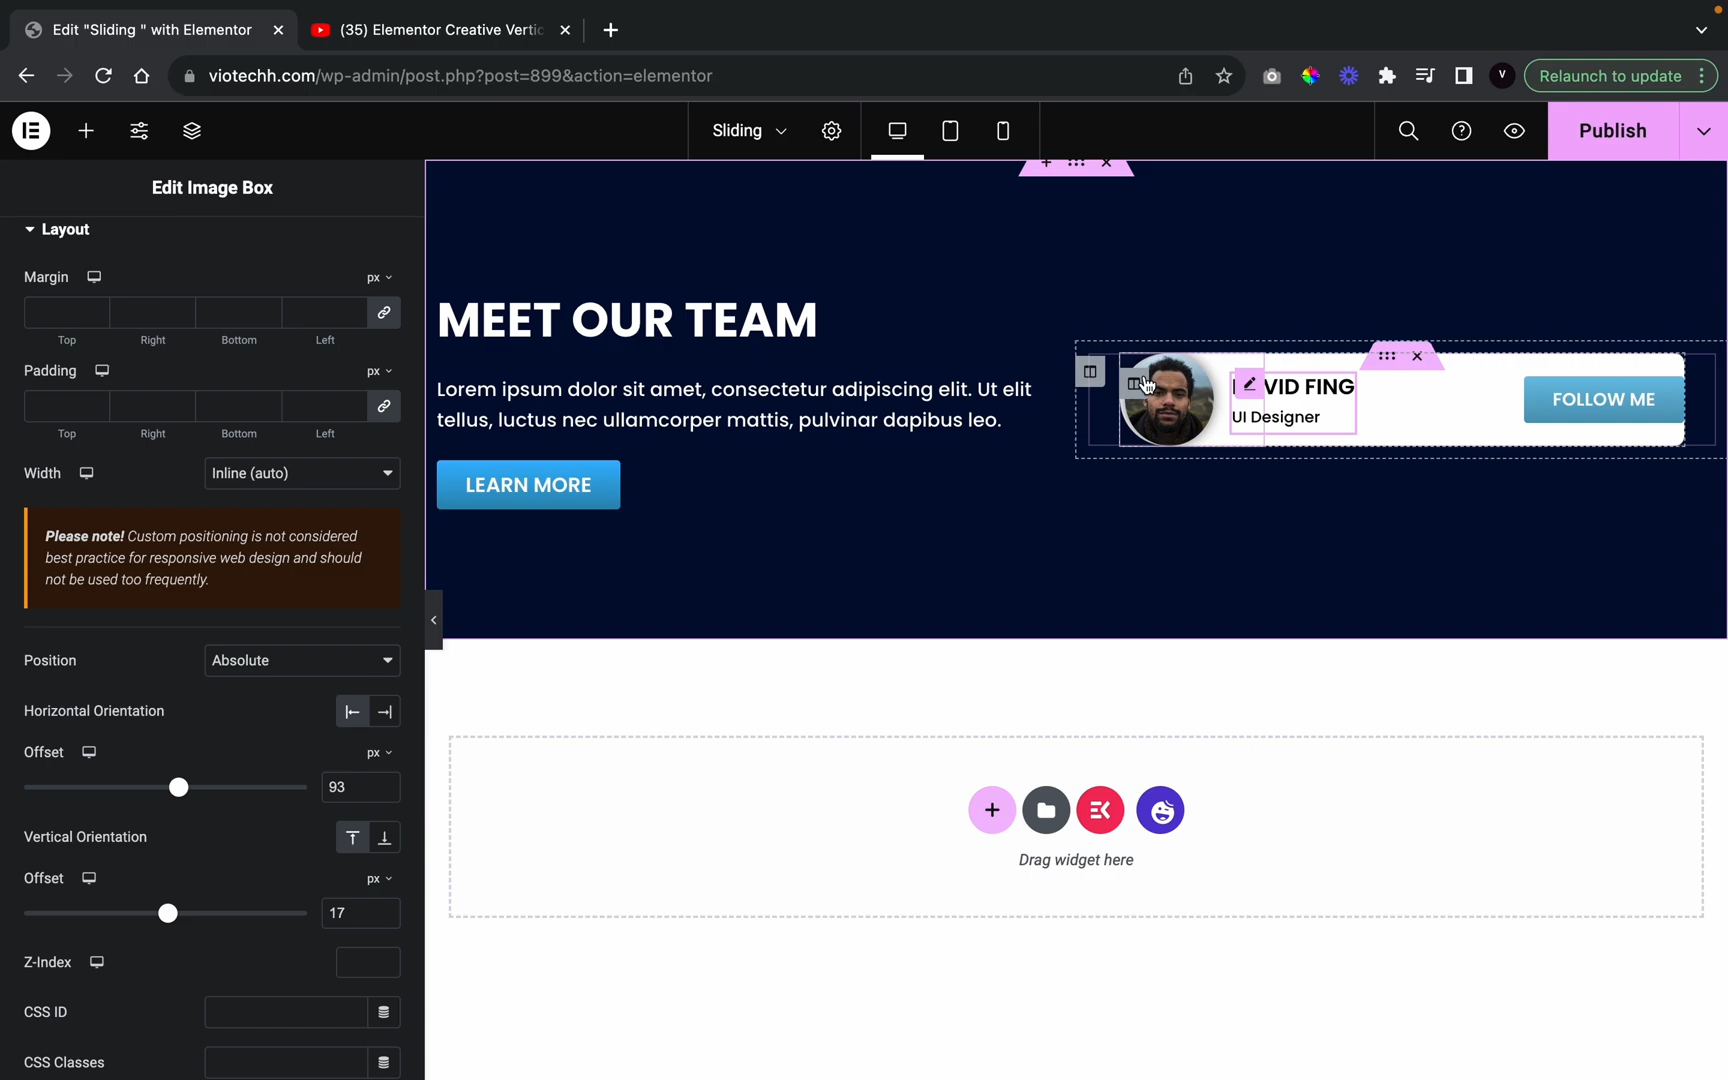 Edit "Sliding " with Elementor
(35) Elementor Creative Vertic
viotechh.com/wp-admin/post.php?post=899&action=elementor
V
Relaunch to update
Sliding
Publish
Edit Image Box
Layout
Margin
px
Top Right Bottom Left
Padding
px
Top Right Bottom Left
Width
Inline (auto)
Please note! Custom positioning is not considered
best practice for responsive web design and should
not be used too frequently.
Position
Absolute
Horizontal Orientation
Offset
px
93
Vertical Orientation
Offset
px
17
Z-Index
CSS ID
CSS Classes
MEET OUR TEAM
Lorem ipsum dolor sit amet, consectetur adipiscing elit. Ut elit
tellus, luctus nec ullamcorper mattis, pulvinar dapibus leo.
LEARN MORE
VID FING
UI Designer
FOLLOW ME
Drag widget here